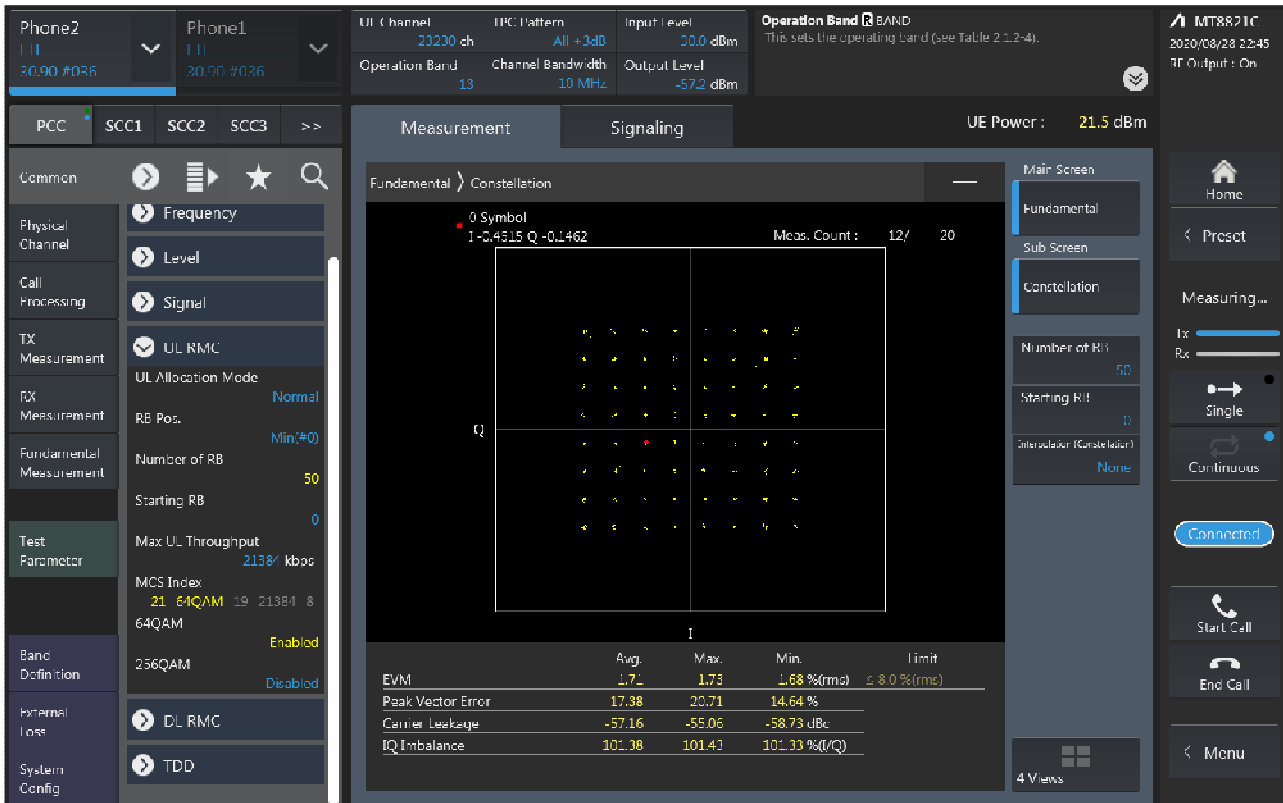 Phone2
30.90 #036
Phone1
30.90 #036
UL Channel
23230 ch
TPC Pattern
All +3dB
Input Level
30.0 dBm
Operation Band
13
Channel Bandwidth
10 MHz
Output Level
-57.2 dBm
Operation Band R BAND
This sets the operating band (see Table 2.1.2-4).
MT8821C
2020/08/28 22:45
RF Output : On
PCC
SCC1
SCC2
SCC3
>>
Measurement
Signaling
UE Power : 21.5 dBm
Common
Physical
Channel
Call
Processing
TX
Measurement
RX
Measurement
Fundamental
Measurement
Test
Parameter
Band
Definition
External
Loss
System
Config
Frequency
Level
Signal
UL RMC
UL Allocation Mode
Normal
RB Pos.
Min(#0)
Number of RB
50
Starting RB
0
Max UL Throughput
21384 kbps
MCS Index
21 64QAM 19 21384 8
64QAM
Enabled
256QAM
Disabled
DL RMC
TDD
Fundamental
Constellation
0 Symbol
I -0.4515 Q -0.1462
Meas. Count : 12/ 20
Q
I
Avg. Max. Min. Limit
EVM 1.71 1.73 1.68 %(rms) ≤ 8.0 %(rms)
Peak Vector Error 17.38 20.71 14.64 %
Carrier Leakage -57.16 -55.06 -58.73 dBc
IQ Imbalance 101.38 101.43 101.33 %(I/Q)
Main Screen
Fundamental
Sub Screen
Constellation
Number of RB
50
Starting RB
0
Interpolation (Constellation)
None
4 Views
Home
Preset
Measuring...
Tx
Rx
Single
Continuous
Connected
Start Call
End Call
Menu